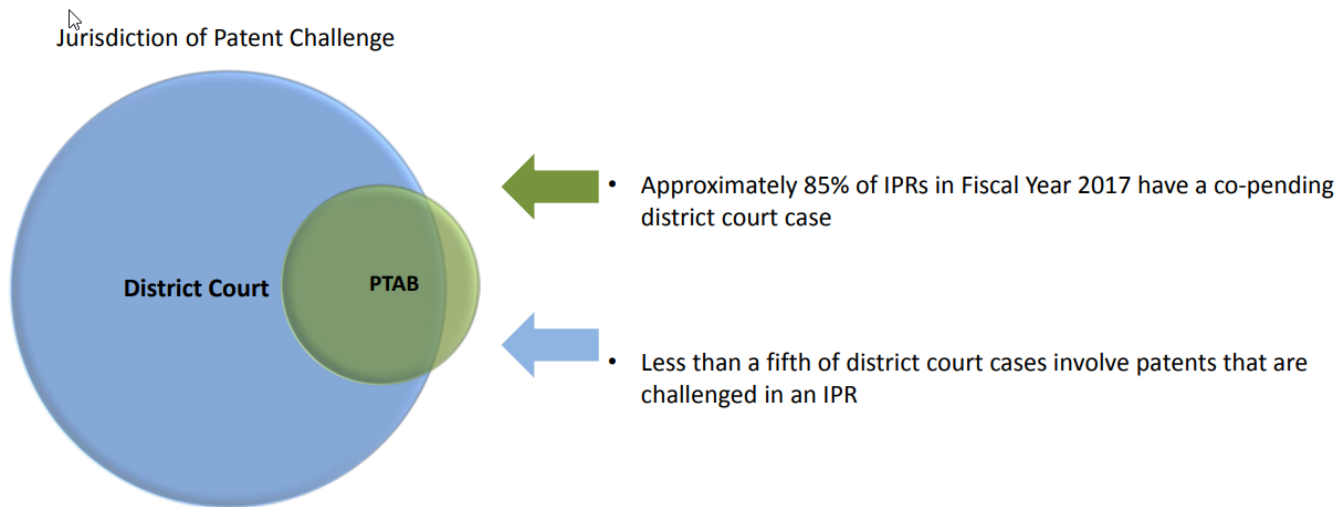 Jurisdiction of Patent Challenge
• Approximately 85% of IPRs in Fiscal Year 2017 have a co-pending
district court case
District Court
PTAB
• Less than a fifth of district court cases involve patents that are
challenged in an IPR